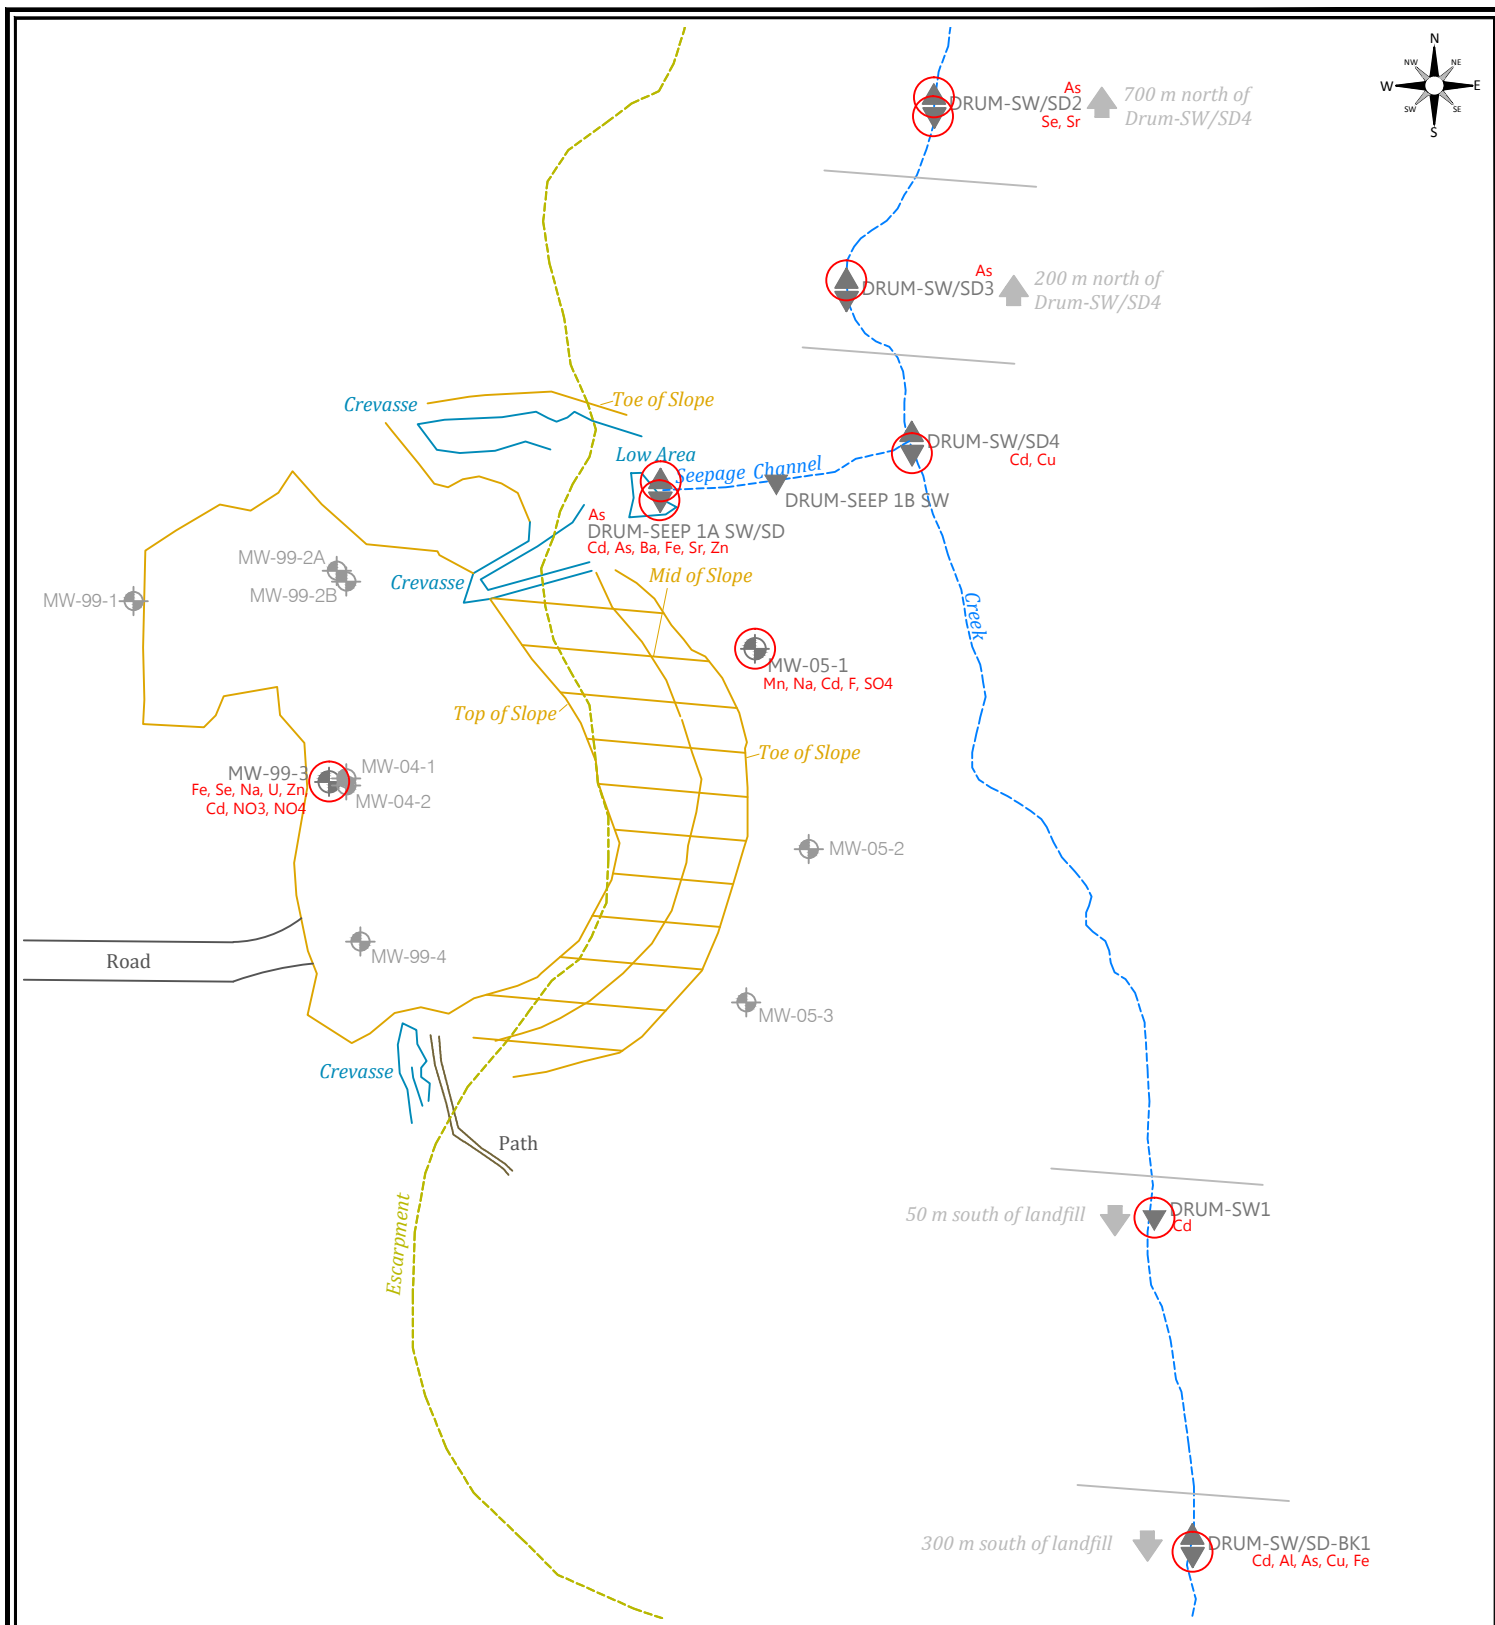 N
NW
NE
W
E
SW
SE
S
As
DRUM-SW/SD2
Se, Sr
700 m north of
Drum-SW/SD4
As
DRUM-SW/SD3
200 m north of
Drum-SW/SD4
Crevasse
Toe of Slope
DRUM-SW/SD4
Cd, Cu
Low Area
Seepage Channel
DRUM-SEEP 1B SW
As
DRUM-SEEP 1A SW/SD
Cd, As, Ba, Fe, Sr, Zn
MW-99-2A
MW-99-2B
MW-99-1
Crevasse
Mid of Slope
Creek
MW-05-1
Mn, Na, Cd, F, SO4
Top of Slope
Toe of Slope
MW-99-3
Fe, Se, Na, U, Zn,
Cd, NO3, NO4
MW-04-1
MW-04-2
MW-05-2
MW-99-4
Road
MW-05-3
Crevasse
Path
Escarpment
50 m south of landfill
DRUM-SW1
Cd
300 m south of landfill
DRUM-SW/SD-BK1
Cd, Al, As, Cu, Fe